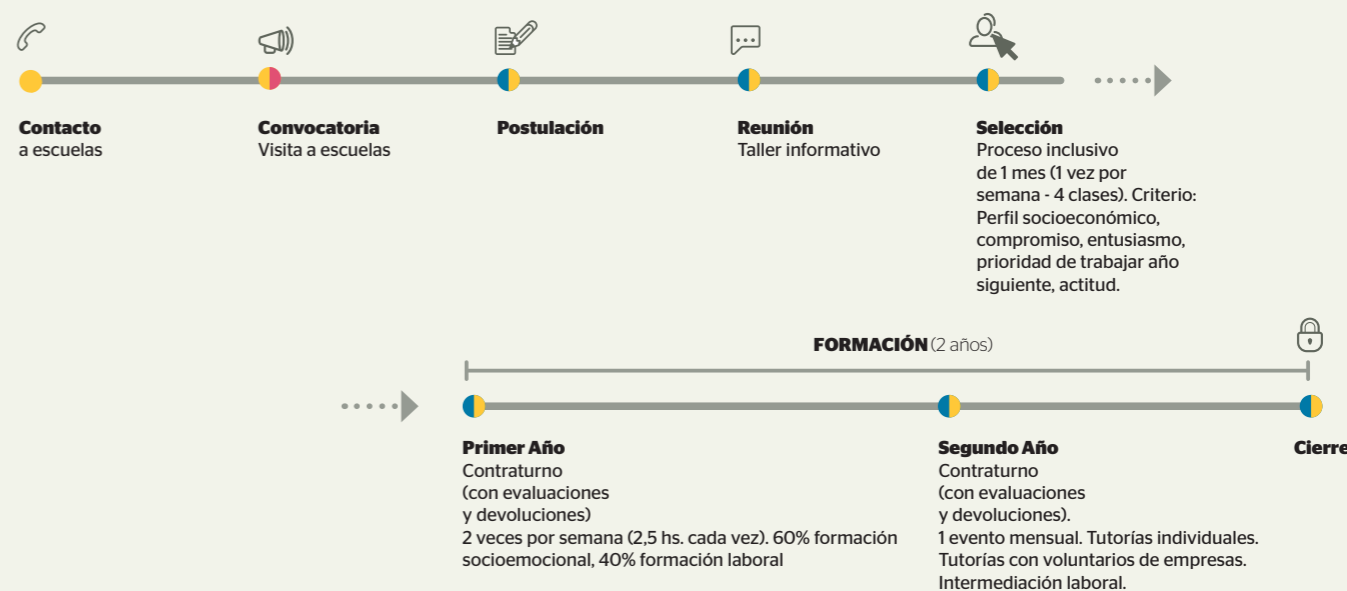 Contacto
a escuelas
Convocatoria
Visita a escuelas
Postulación
Reunión
Taller informativo
Selección
Proceso inclusivo
de 1 mes (1 vez por
semana - 4 clases). Criterio:
Perfil socioeconómico,
compromiso, entusiasmo,
prioridad de trabajar año
siguiente, actitud.
FORMACIÓN (2 años)
Primer Año
Contraturno
(con evaluaciones
y devoluciones)
2 veces por semana (2,5 hs. cada vez). 60% formación
socioemocional, 40% formación laboral
Segundo Año
Contraturno
(con evaluaciones
y devoluciones).
1 evento mensual. Tutorías individuales.
Tutorías con voluntarios de empresas.
Intermediación laboral.
Cierre